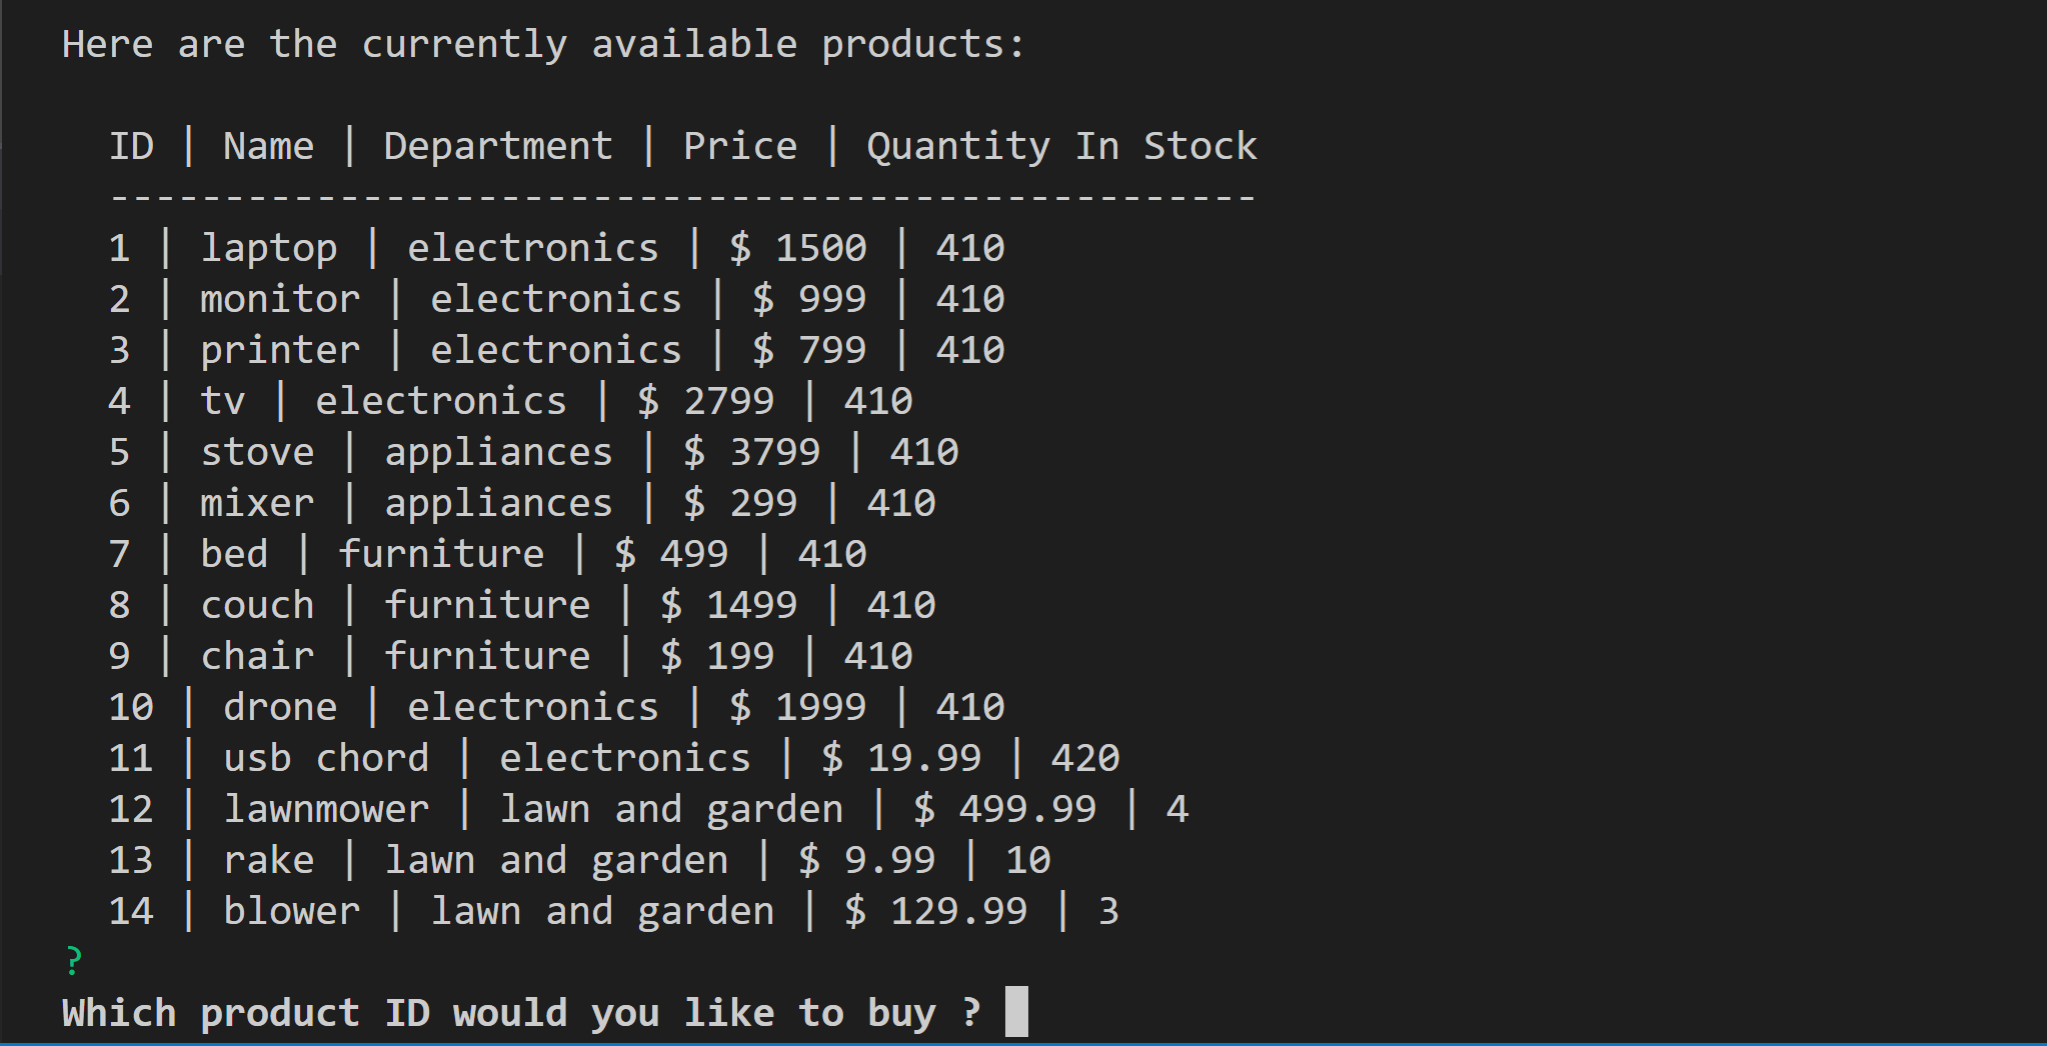 Here are the currently available products:
ID | Name | Department | Price | Quantity In Stock
--------------------------------------------------
1 | laptop | electronics | $ 1500 | 410
2 | monitor | electronics | $ 999 | 410
3 | printer | electronics | $ 799 | 410
4 | tv | electronics | $ 2799 | 410
5 | stove | appliances | $ 3799 | 410
6 | mixer | appliances | $ 299 | 410
7 | bed | furniture | $ 499 | 410
8 | couch | furniture | $ 1499 | 410
9 | chair | furniture | $ 199 | 410
10 | drone | electronics | $ 1999 | 410
11 | usb chord | electronics | $ 19.99 | 420
12 | lawnmower | lawn and garden | $ 499.99 | 4
13 | rake | lawn and garden | $ 9.99 | 10
14 | blower | lawn and garden | $ 129.99 | 3
?
Which product ID would you like to buy ?